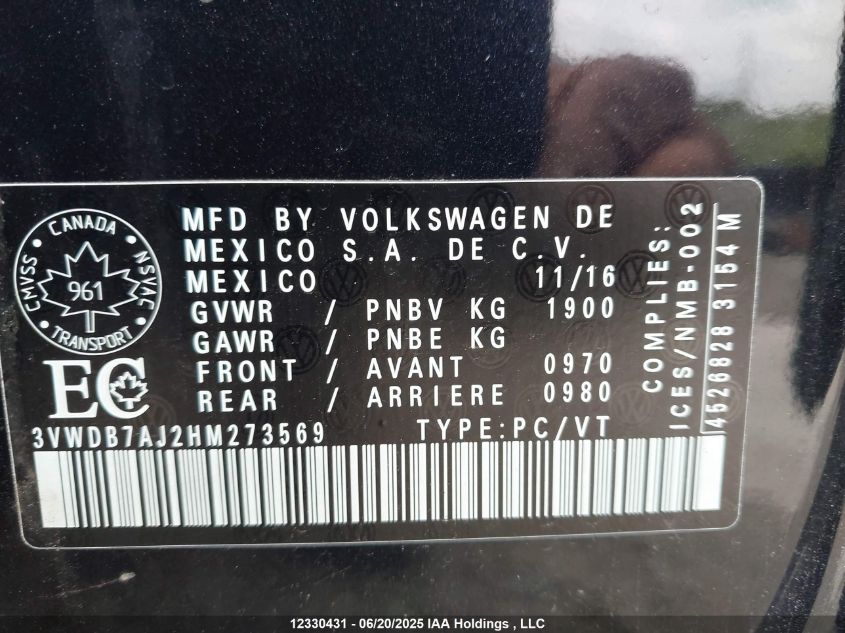 CANADA
CMVSS
NSVAC
961
TRANSPORT
EC
MFD BY VOLKSWAGEN DE
MEXICO S.A. DE C.V.
MEXICO 11/16
GVWR / PNBV KG 1900
GAWR / PNBE KG
FRONT / AVANT 0970
REAR / ARRIERE 0980
3VWDB7AJ2HM273569 TYPE:PC/VT
COMPLIES:
ICES/NMB-002
4526828 3154 M
12330431 - 06/20/2025 IAA Holdings , LLC